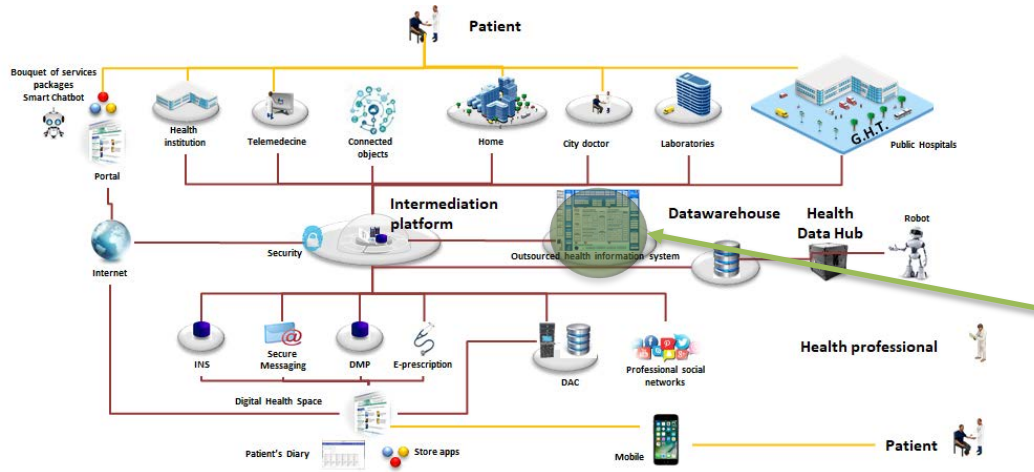 Patient
Bouquet of services
packages
Smart Chatbot
Health
institution
Telemedecine
Connected
objects
Home
City doctor
Laboratories
G.H.T.
Public Hospitals
Portal
Intermediation
platform
Datawarehouse
Health
Data Hub
Robot
Internet
Security
Outsourced health information system
INS
Secure
Messaging
DMP
E-prescription
DAC
Professional social
networks
Health professional
Digital Health Space
Patient's Diary
Store apps
Mobile
Patient